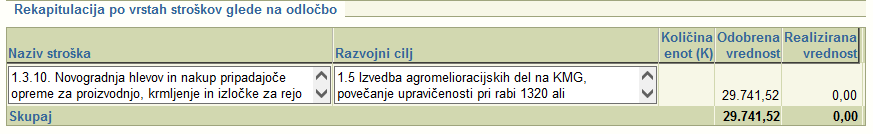 Rekapitulacija po vrstah stroškov glede na odločbo
Naziv stroška Razvojni cilj Količina enot (K) Odobrena vrednost Realizirana vrednost
1.3.10. Novogradnja hlevov in nakup pripadajoče
opreme za proizvodnjo, krmljenje in izločke za rejo
1.5 Izvedba agromelioracijskih del na KMG,
povečanje upravičenosti pri rabi 1320 ali
29.741,52 0,00
Skupaj 29.741,52 0,00